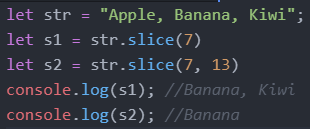 let str = "Apple, Banana, Kiwi";
let s1 = str.slice(7)
let s2 = str.slice(7, 13)
console.log(s1); //Banana, Kiwi
console.log(s2); //Banana